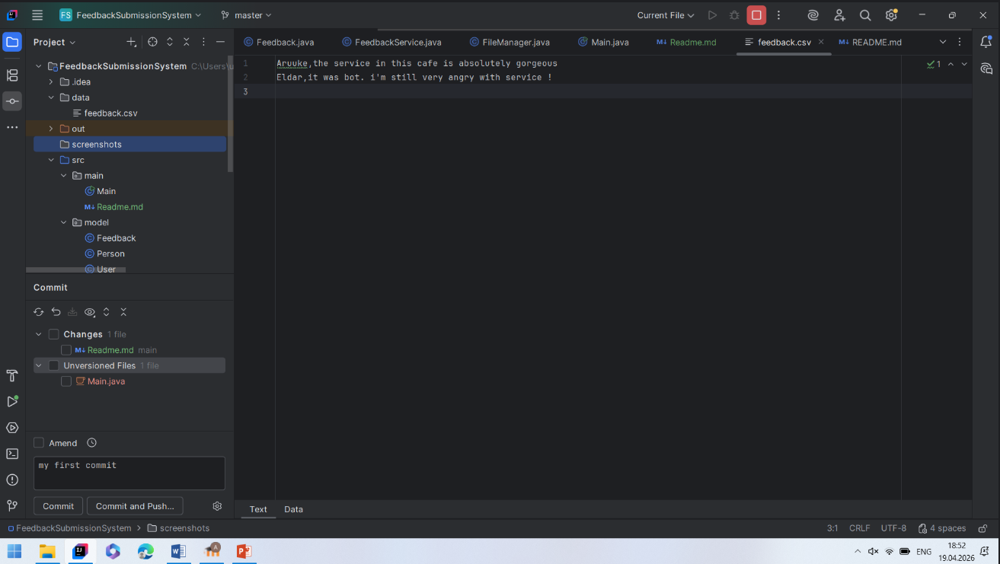 FS FeedbackSubmissionSystem master Current File
Project
Feedback.java FeedbackService.java FileManager.java Main.java M↓ Readme.md feedback.csv M↓ README.md
FeedbackSubmissionSystem C:\Users\u
.idea
data
feedback.csv
out
screenshots
src
main
Main
M↓ Readme.md
model
Feedback
Person
User
1 Aruuke,the service in this cafe is absolutely gorgeous
2 Eldar,it was bot. i'm still very angry with service !
3
1
Commit
Changes 1 file
M↓ Readme.md main
Unversioned Files 1 file
Main.java
Amend
my first commit
Commit Commit and Push...
Text Data
FeedbackSubmissionSystem > screenshots 3:1 CRLF UTF-8 4 spaces
ENG 18:52
19.04.2026